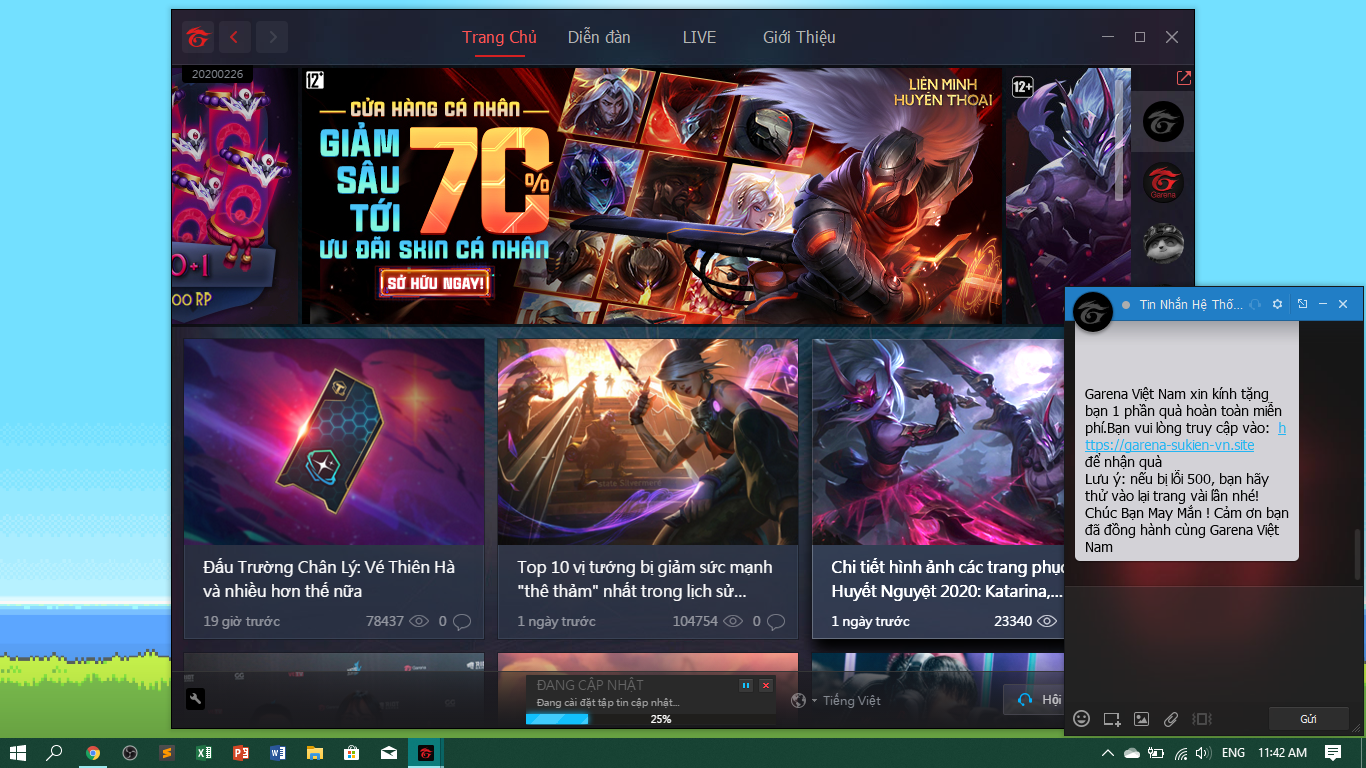 Trang Chủ
Diễn đàn
LIVE
Giới Thiệu
20200226
0+1
00 RP
12+
CỬA HÀNG CÁ NHÂN
GIẢM
SÂU
TỚI
70%
ƯU ĐÃI SKIN CÁ NHÂN
SỞ HỮU NGAY!
LIÊN MINH
HUYỀN THOẠI
12+
Garena
Đấu Trường Chân Lý: Vé Thiên Hà
và nhiều hơn thế nữa
19 giờ trước
78437
0
Top 10 vị tướng bị giảm sức mạnh
"thê thảm" nhất trong lịch sử...
1 ngày trước
104754
0
Chi tiết hình ảnh các trang phục
Huyết Nguyệt 2020: Katarina,...
1 ngày trước
23340
ĐANG CẬP NHẬT
Đang cài đặt tập tin cập nhật...
25%
Tiếng Việt
Hội
Tin Nhắn Hệ Thố...
Garena Việt Nam xin kính tặng
bạn 1 phần quà hoàn toàn miễn
phí.Bạn vui lòng truy cập vào: h
ttps://garena-sukien-vn.site
để nhận quà
Lưu ý: nếu bị lỗi 500, bạn hãy
thử vào lại trang vài lần nhé!
Chúc Bạn May Mắn ! Cảm ơn bạn
đã đồng hành cùng Garena Việt
Nam
Gửi
ENG
11:42 AM